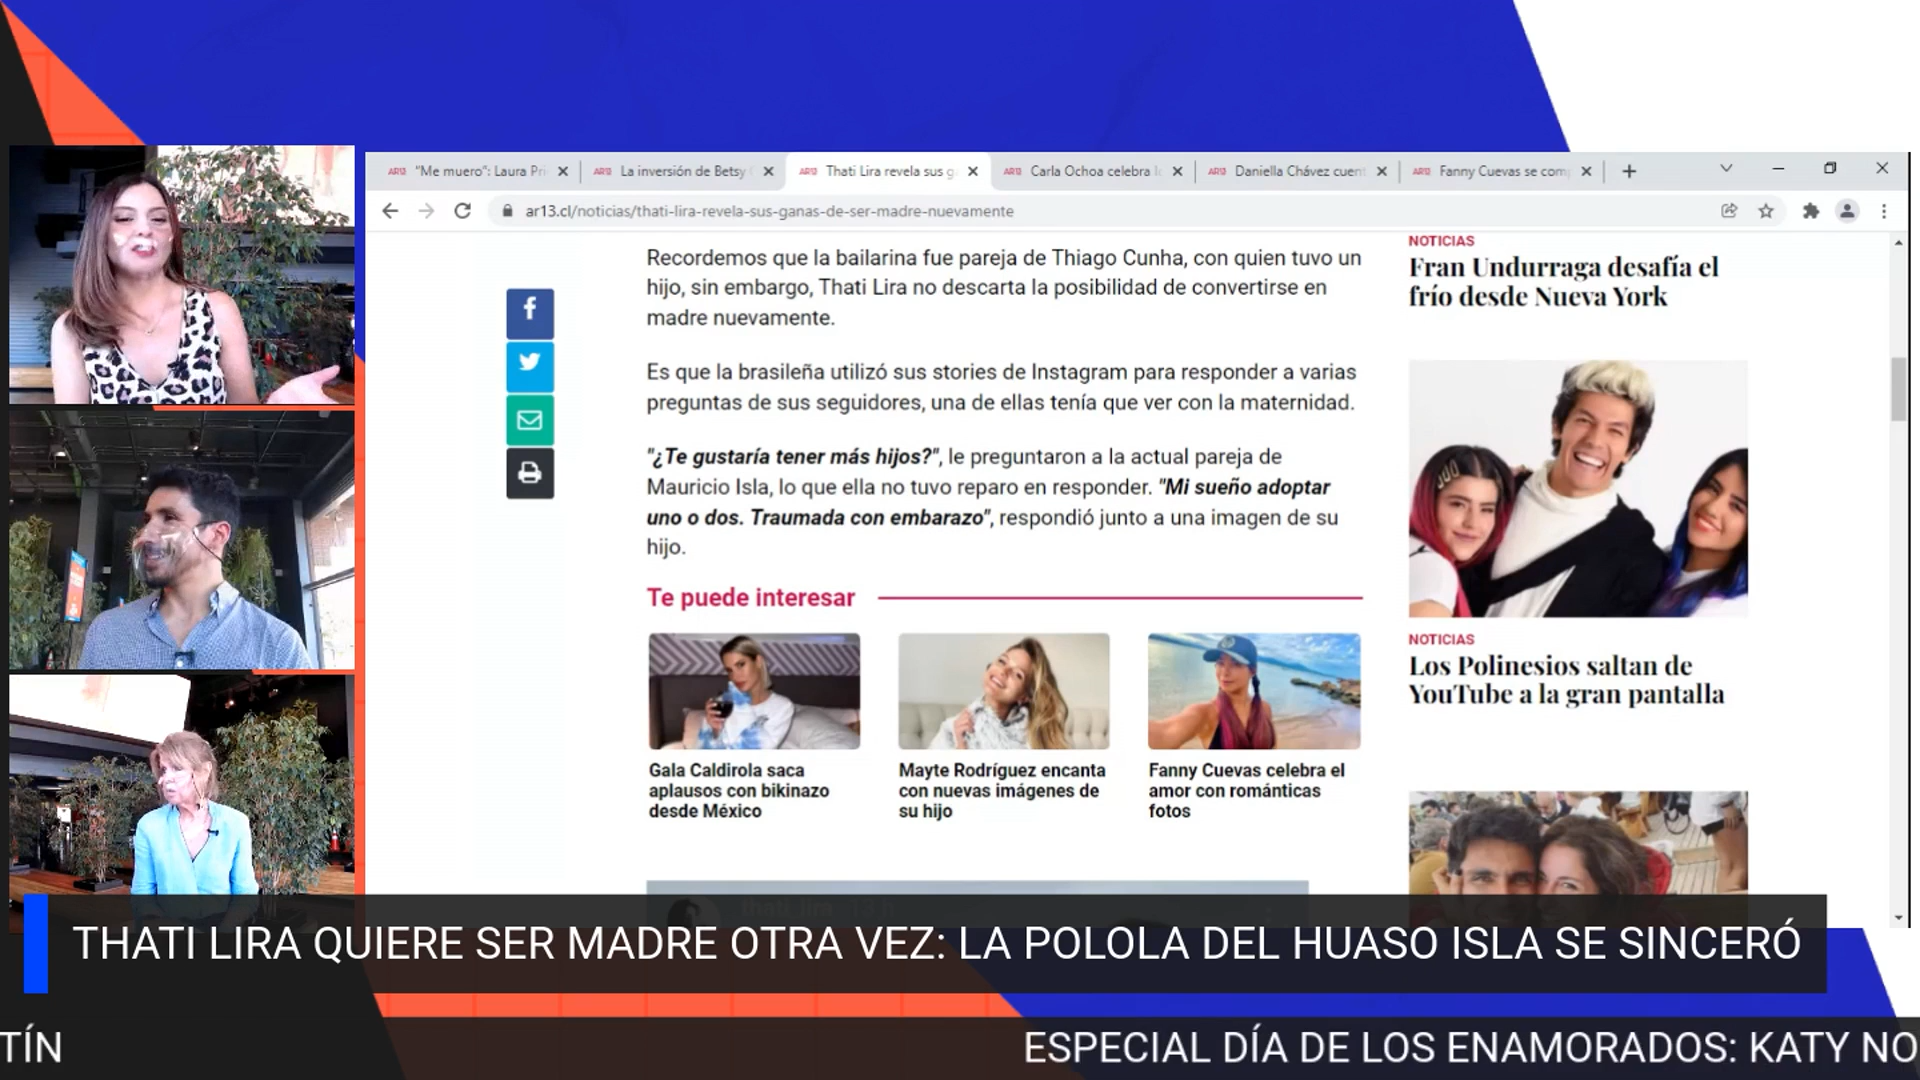 "Me muero": Laura Pri
La inversión de Betsy
Thati Lira revela sus g
Carla Ochoa celebra l
Daniella Chávez cuen
Fanny Cuevas se com
ar13.cl/noticias/thati-lira-revela-sus-ganas-de-ser-madre-nuevamente
Recordemos que la bailarina fue pareja de Thiago Cunha, con quien tuvo un
hijo, sin embargo, Thati Lira no descarta la posibilidad de convertirse en
madre nuevamente.
Es que la brasileña utilizó sus stories de Instagram para responder a varias
preguntas de sus seguidores, una de ellas tenía que ver con la maternidad.
"¿Te gustaría tener más hijos?", le preguntaron a la actual pareja de
Mauricio Isla, lo que ella no tuvo reparo en responder. "Mi sueño adoptar
uno o dos. Traumada con embarazo", respondió junto a una imagen de su
hijo.
Te puede interesar
Gala Caldirola saca
aplausos con bikinazo
desde México
Mayte Rodríguez encanta
con nuevas imágenes de
su hijo
Fanny Cuevas celebra el
amor con románticas
fotos
NOTICIAS
Fran Undurraga desafía el
frío desde Nueva York
NOTICIAS
Los Polinesios saltan de
YouTube a la gran pantalla
thati_lira 13 h
THATI LIRA QUIERE SER MADRE OTRA VEZ: LA POLOLA DEL HUASO ISLA SE SINCERÓ
TÍN
ESPECIAL DÍA DE LOS ENAMORADOS: KATY NO